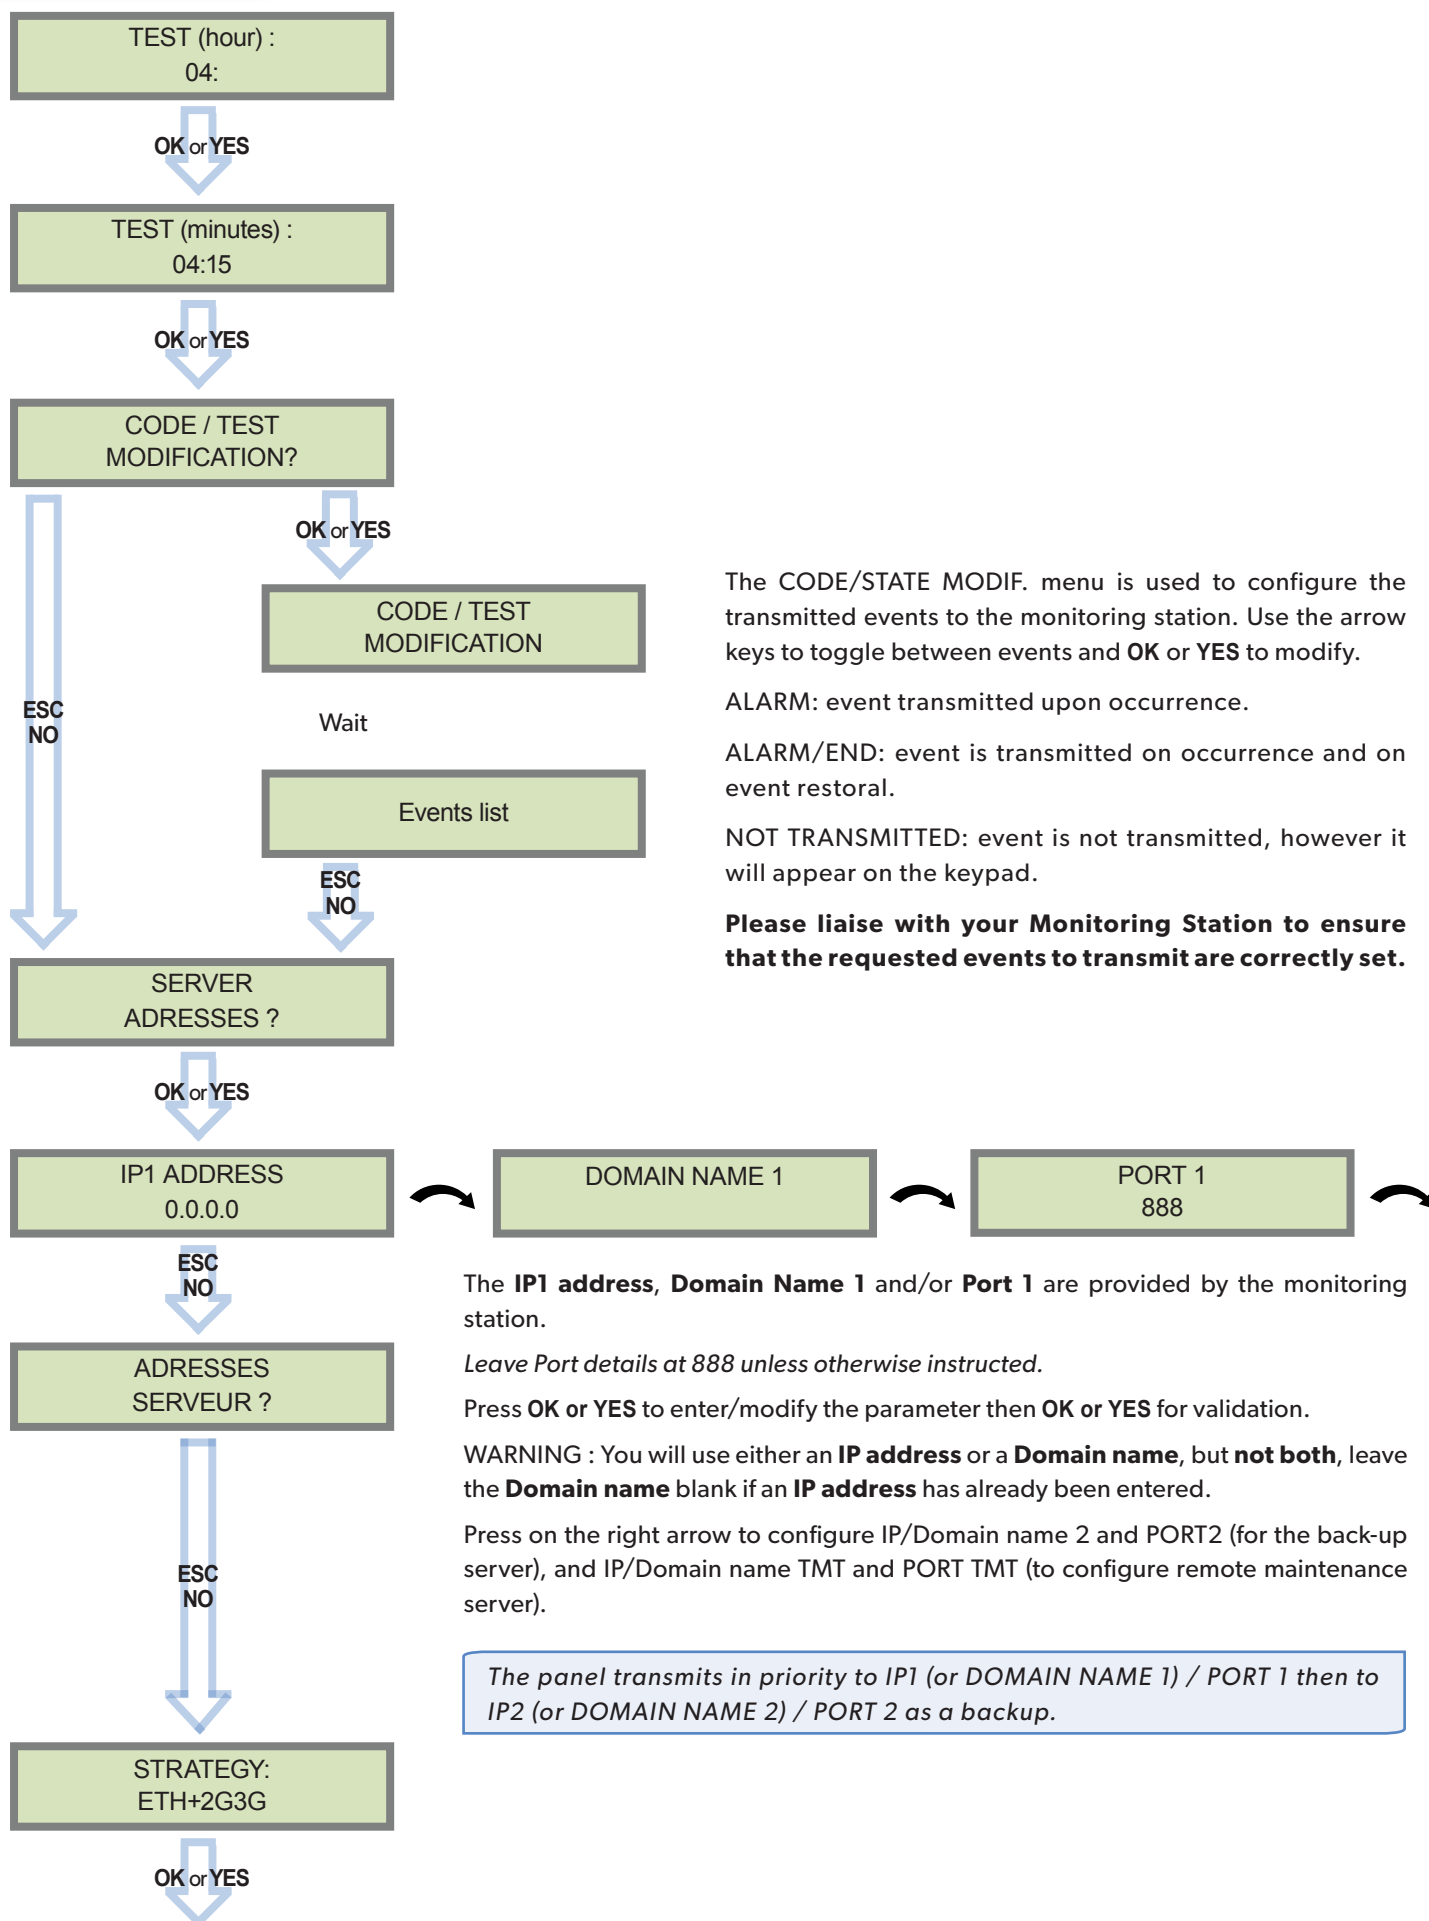 TEST (hour) :
04:
OK or YES
TEST (minutes) :
04:15
OK or YES
CODE / TEST
MODIFICATION?
OK or YES
CODE / TEST
MODIFICATION
ESC
NO
Wait
Events list
ESC
NO
The CODE/STATE MODIF. menu is used to configure the
transmitted events to the monitoring station. Use the arrow
keys to toggle between events and OK or YES to modify.
ALARM: event transmitted upon occurrence.
ALARM/END: event is transmitted on occurrence and on
event restoral.
NOT TRANSMITTED: event is not transmitted, however it
will appear on the keypad.
Please liaise with your Monitoring Station to ensure
that the requested events to transmit are correctly set.
SERVER
ADRESSES ?
OK or YES
IP1 ADDRESS
0.0.0.0
DOMAIN NAME 1
PORT 1
888
ESC
NO
ADRESSES
SERVEUR ?
The IP1 address, Domain Name 1 and/or Port 1 are provided by the monitoring
station.
Leave Port details at 888 unless otherwise instructed.
Press OK or YES to enter/modify the parameter then OK or YES for validation.
WARNING : You will use either an IP address or a Domain name, but not both, leave
the Domain name blank if an IP address has already been entered.
Press on the right arrow to configure IP/Domain name 2 and PORT2 (for the back-up
server), and IP/Domain name TMT and PORT TMT (to configure remote maintenance
server).
The panel transmits in priority to IP1 (or DOMAIN NAME 1) / PORT 1 then to
IP2 (or DOMAIN NAME 2) / PORT 2 as a backup.
ESC
NO
STRATEGY:
ETH+2G3G
OK or YES